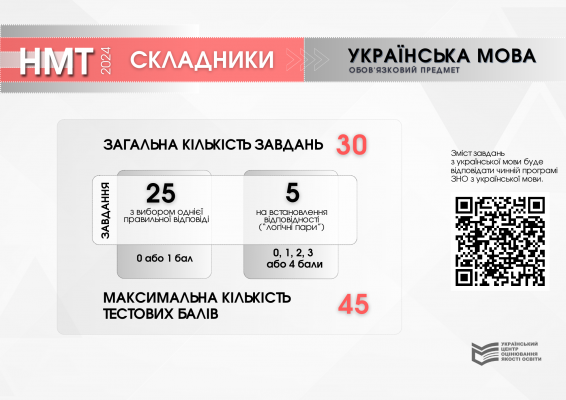 НМТ 2024 СКЛАДНИКИ
УКРАЇНСЬКА МОВА
ОБОВ'ЯЗКОВИЙ ПРЕДМЕТ
ЗАГАЛЬНА КІЛЬКІСТЬ ЗАВДАНЬ 30
ЗАВДАННЯ
25
з вибором однієї
правильної відповіді
0 або 1 бал
5
на встановлення
відповідності
("логічні пари")
0, 1, 2, 3
або 4 бали
МАКСИМАЛЬНА КІЛЬКІСТЬ
ТЕСТОВИХ БАЛІВ
45
Зміст завдань
з української мови буде
відповідати чинній програмі
ЗНО з української мови.
УКРАЇНСЬКИЙ
ЦЕНТР
ОЦІНЮВАННЯ
ЯКОСТІ ОСВІТИ